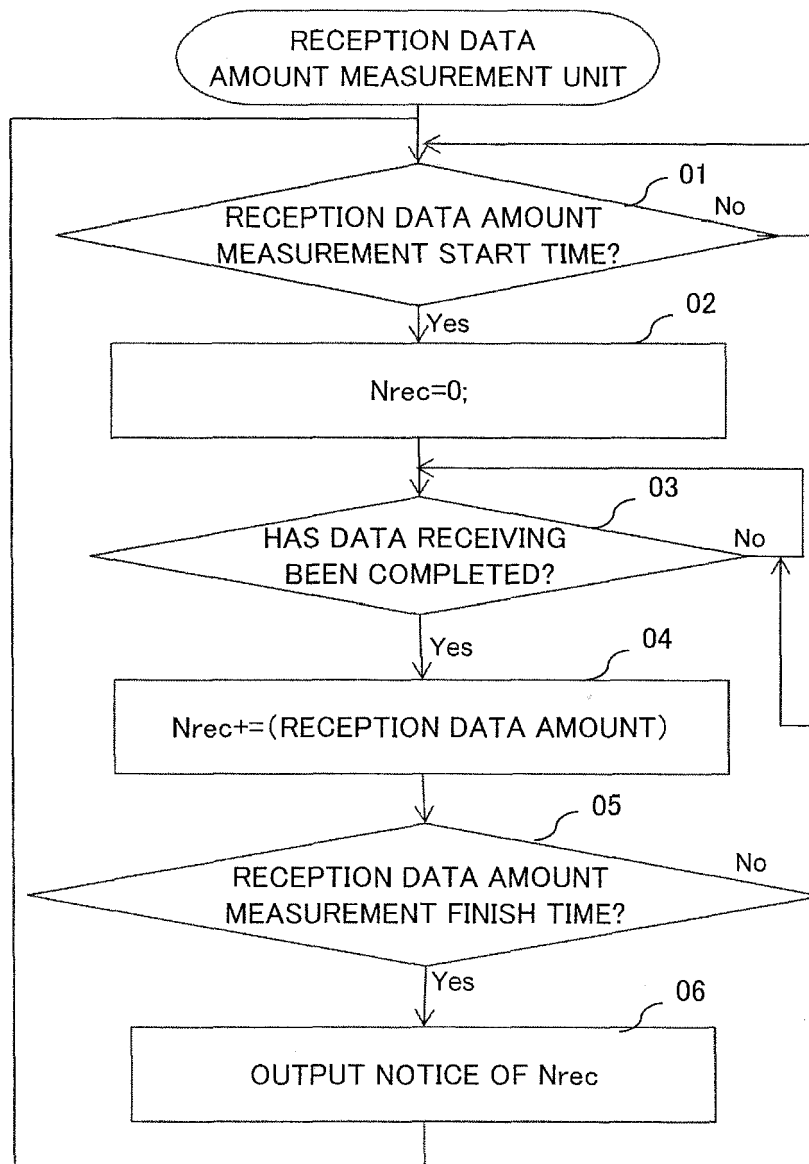 RECEPTION DATA
AMOUNT MEASUREMENT UNIT
01
RECEPTION DATA AMOUNT
MEASUREMENT START TIME?
No
Yes
02
Nrec=0;
03
HAS DATA RECEIVING
BEEN COMPLETED?
No
Yes
04
Nrec+=(RECEPTION DATA AMOUNT)
05
RECEPTION DATA AMOUNT
MEASUREMENT FINISH TIME?
No
Yes
06
OUTPUT NOTICE OF Nrec